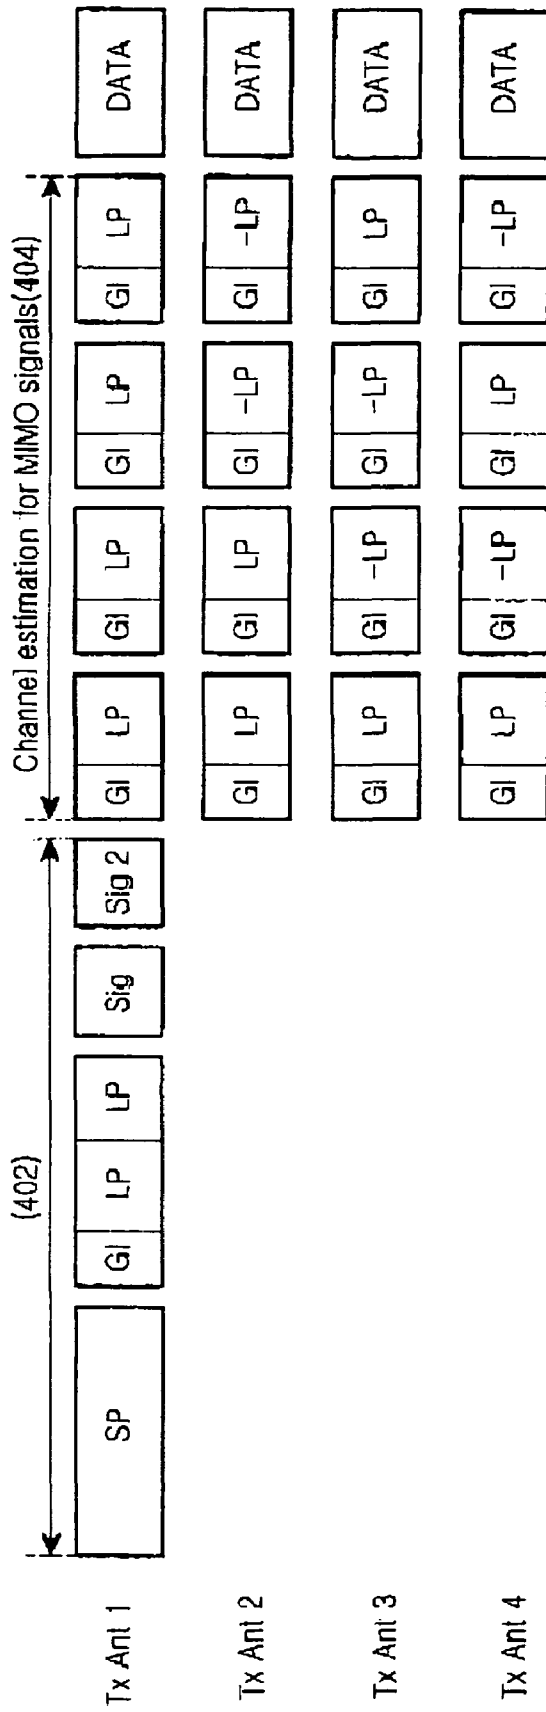 (402) Channel estimation for MIMO signals(404)
Tx Ant 1 SP GI LP LP Sig Sig 2 GI LP GI LP GI LP GI LP DATA
Tx Ant 2 GI LP GI LP GI -LP GI -LP DATA
Tx Ant 3 GI LP GI -LP GI -LP GI LP DATA
Tx Ant 4 GI LP GI -LP GI LP GI -LP DATA